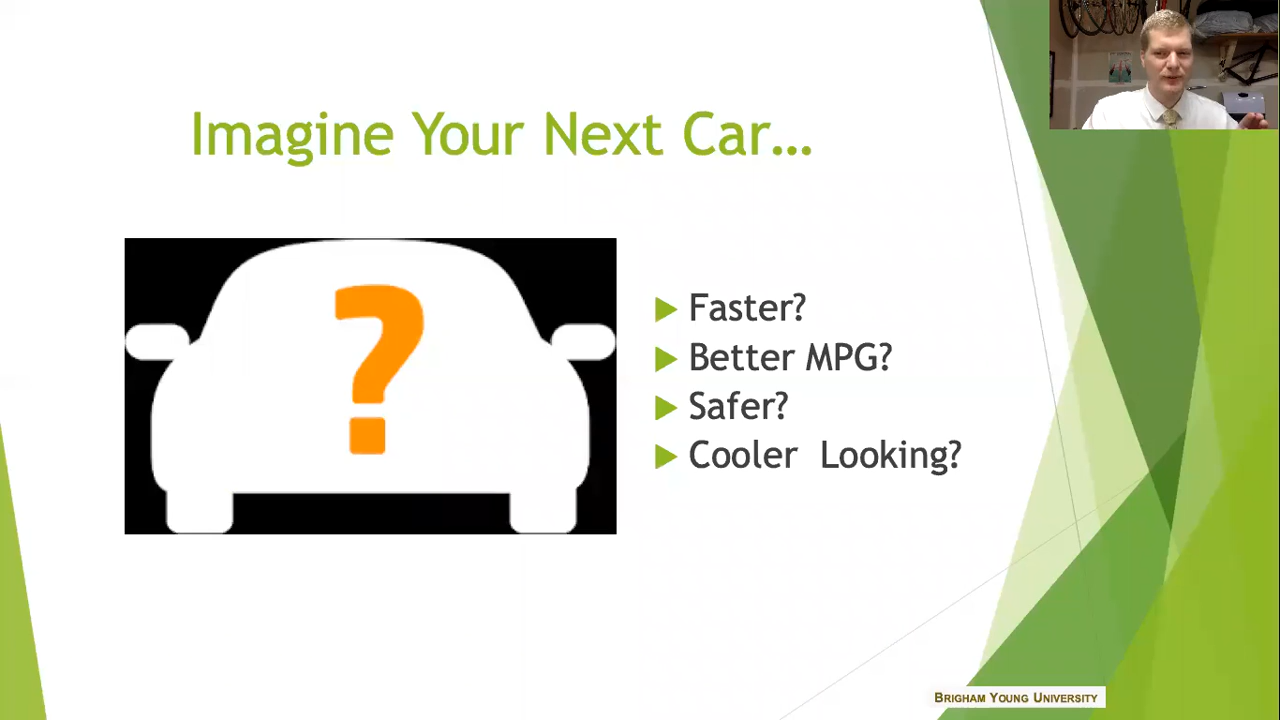 Imagine Your Next Car…
?
Faster?
Better MPG?
Safer?
Cooler  Looking?
BRIGHAM YOUNG UNIVERSITY